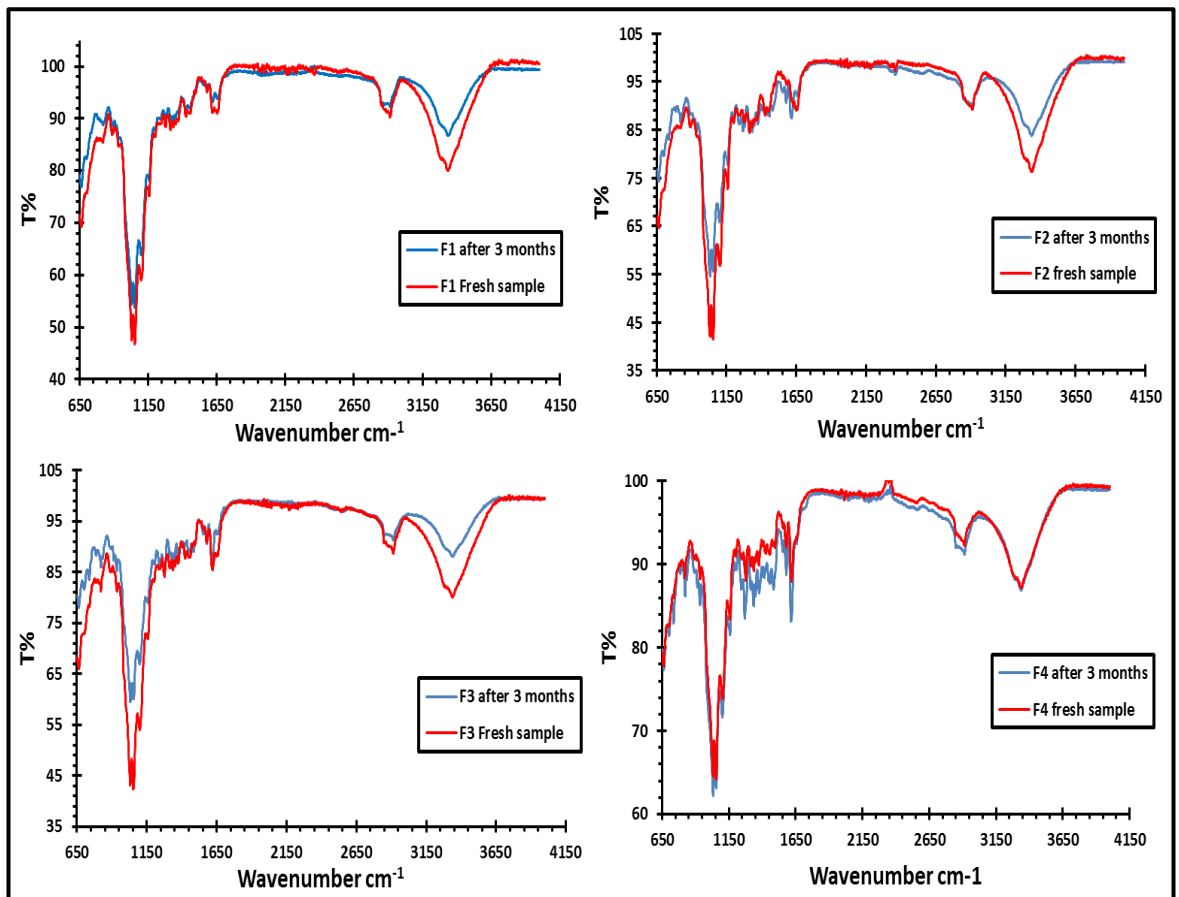 100
90
80
70
60
50
40
T%
650 1150 1650 2150 2650 3150 3650 4150
Wavenumber cm-¹
F1 after 3 months
F1 Fresh sample
105
95
85
75
65
55
45
35
T%
650 1150 1650 2150 2650 3150 3650 4150
Wavenumber cm-¹
F2 after 3 months
F2 fresh sample
105
95
85
75
65
55
45
35
T%
650 1150 1650 2150 2650 3150 3650 4150
Wavenumber cm-¹
F3 after 3 months
F3 Fresh sample
100
90
80
70
60
T%
650 1150 1650 2150 2650 3150 3650 4150
Wavenumber cm-1
F4 after 3 months
F4 fresh sample